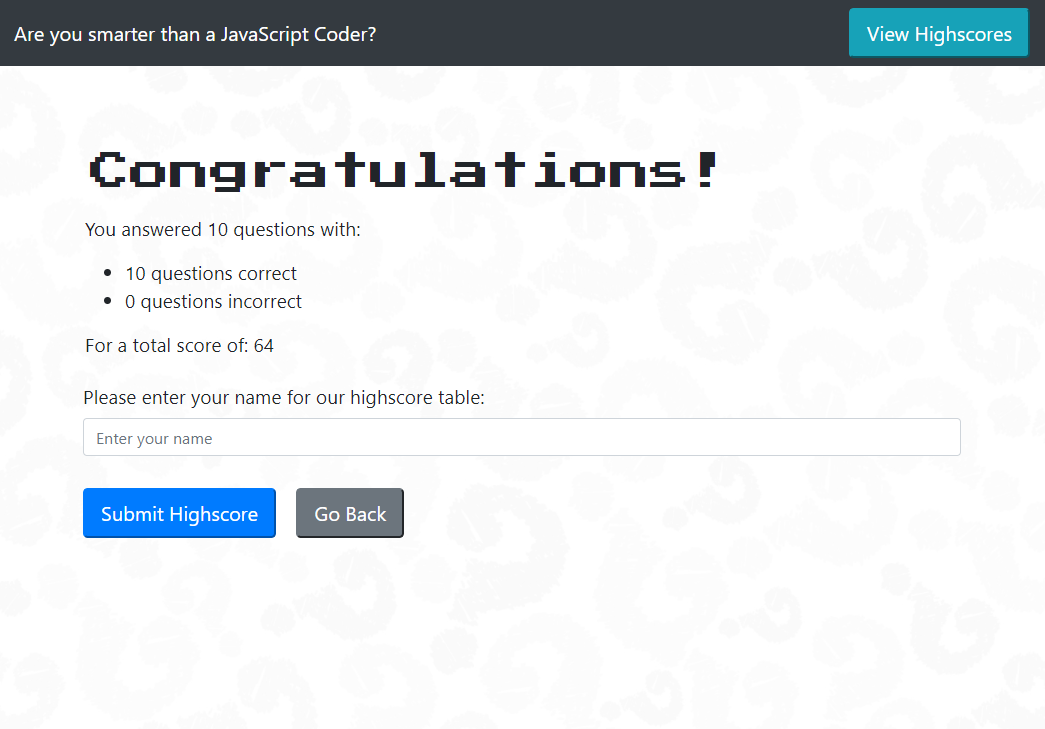 Are you smarter than a JavaScript Coder?
View Highscores
Congratulations!
You answered 10 questions with:
10 questions correct
0 questions incorrect
For a total score of: 64
Please enter your name for our highscore table:
Enter your name
Submit Highscore
Go Back